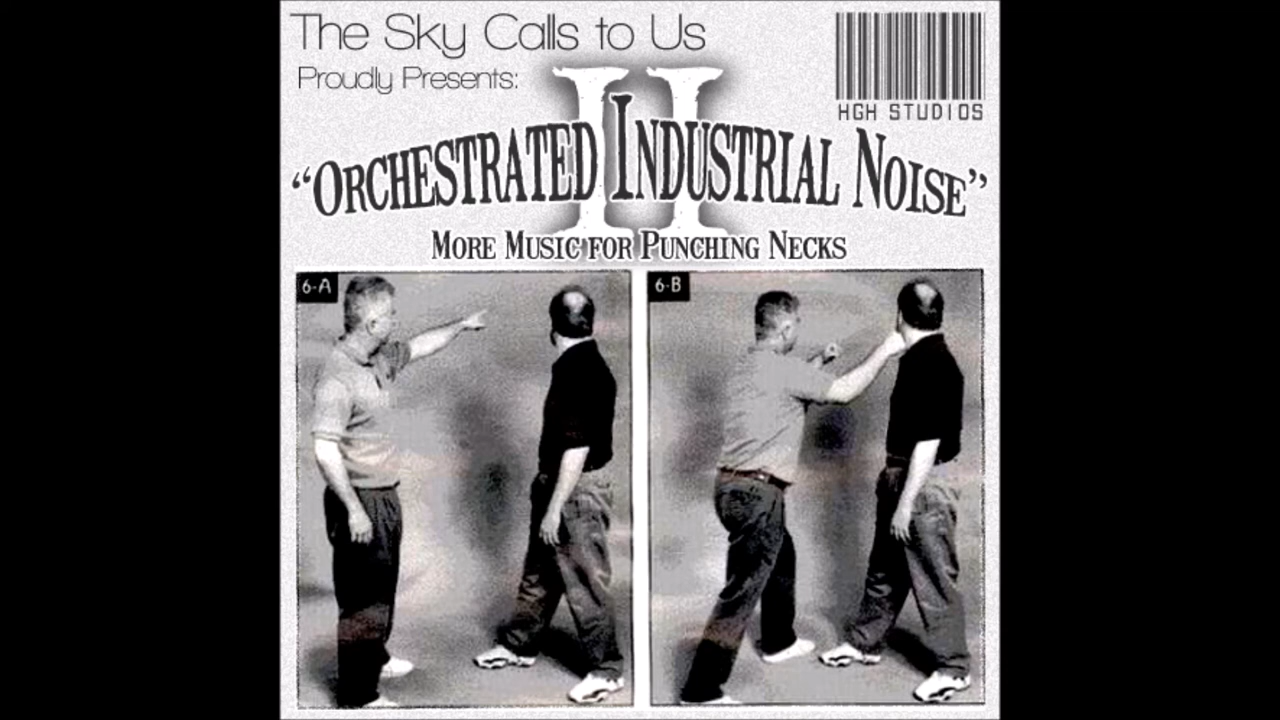 The Sky Calls to Us
Proudly Presents:
HGH STUDIOS
II
“ORCHESTRATED INDUSTRIAL NOISE”
MORE MUSIC FOR PUNCHING NECKS
6-A
6-B